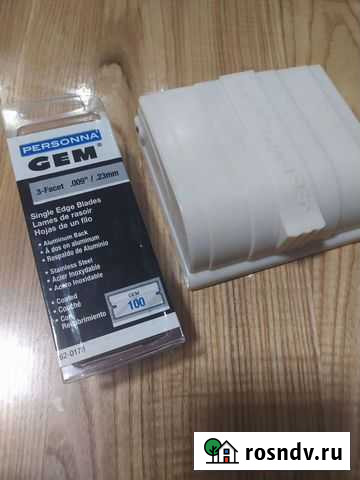 PERSONNA
GEM®
3-Facet .009" / .23mm
Single Edge Blades
Lames de rasoir
Hojas de un filo
• Aluminum Back
• À dos en aluminum
• Respaldo de Aluminio
• Stainless Steel
• Acier Inoxydable
• Acero Inoxidable
• Coated
• Couché
• Con
Recubrimiento
GEM
100
62-0171
rosndv.ru